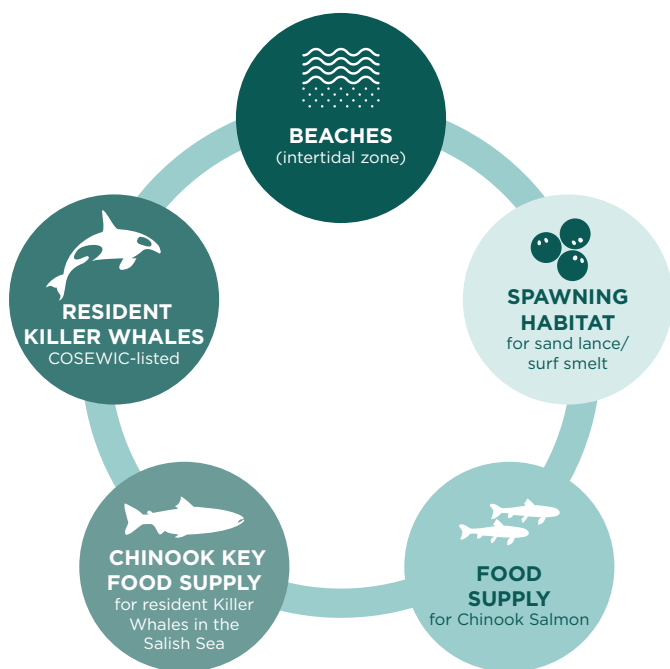 BEACHES
(intertidal zone)
SPAWNING
HABITAT
for sand lance/
surf smelt
FOOD
SUPPLY
for Chinook Salmon
CHINOOK KEY
FOOD SUPPLY
for resident Killer
Whales in the
Salish Sea
RESIDENT
KILLER WHALES
COSEWIC-listed